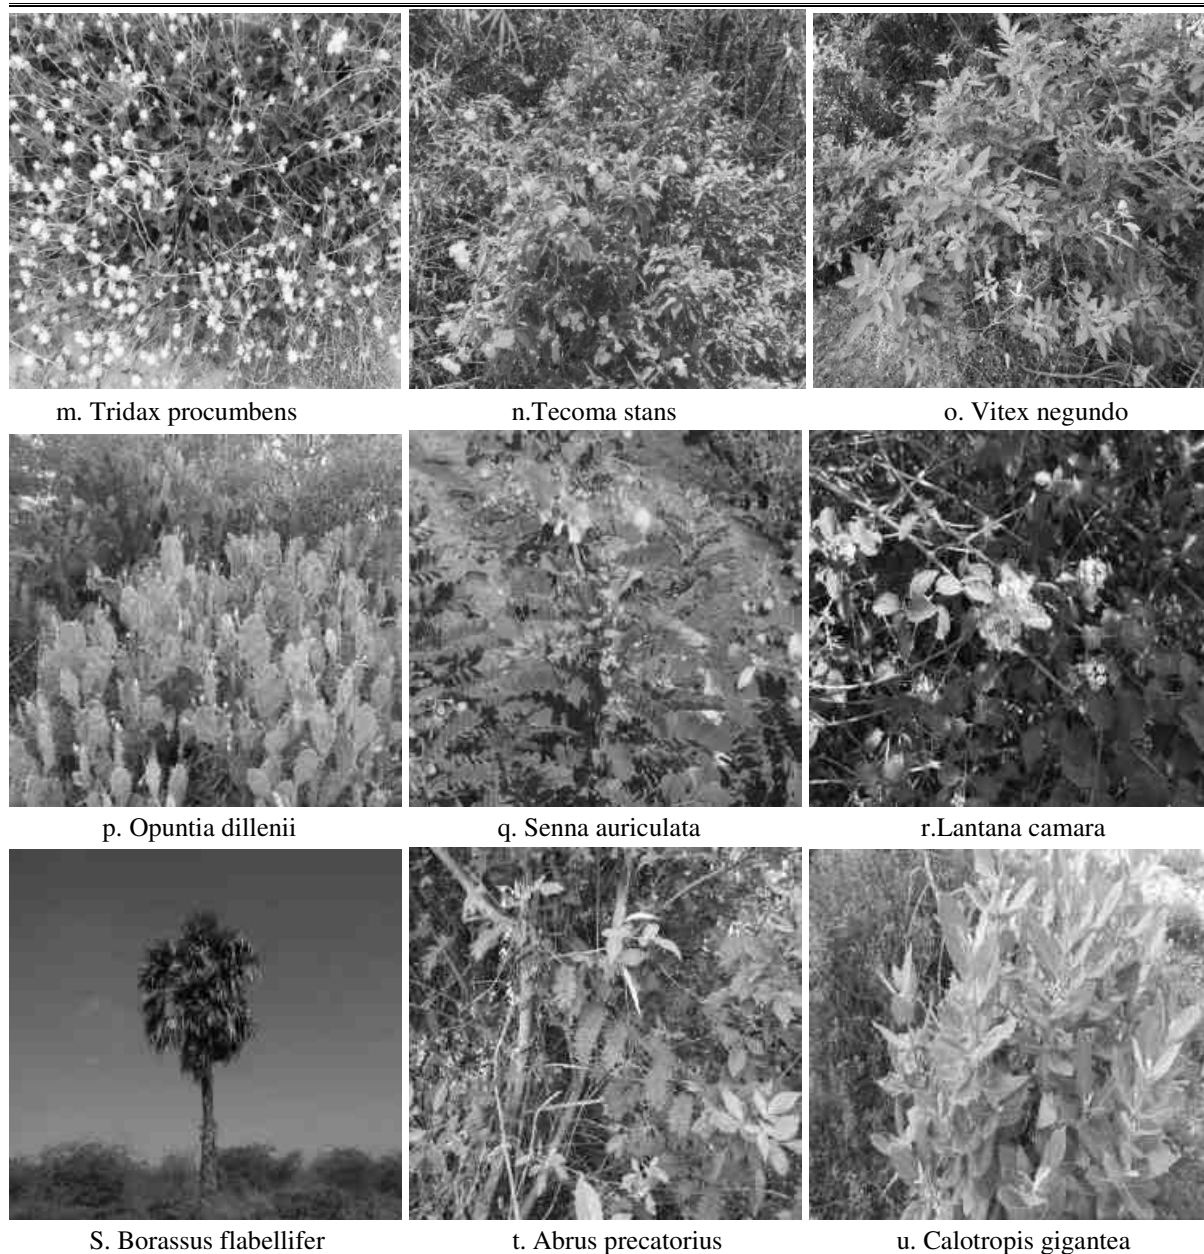 m. Tridax procumbens
n.Tecoma stans
o. Vitex negundo
p. Opuntia dillenii
q. Senna auriculata
r.Lantana camara
S. Borassus flabellifer
t. Abrus precatorius
u. Calotropis gigantea